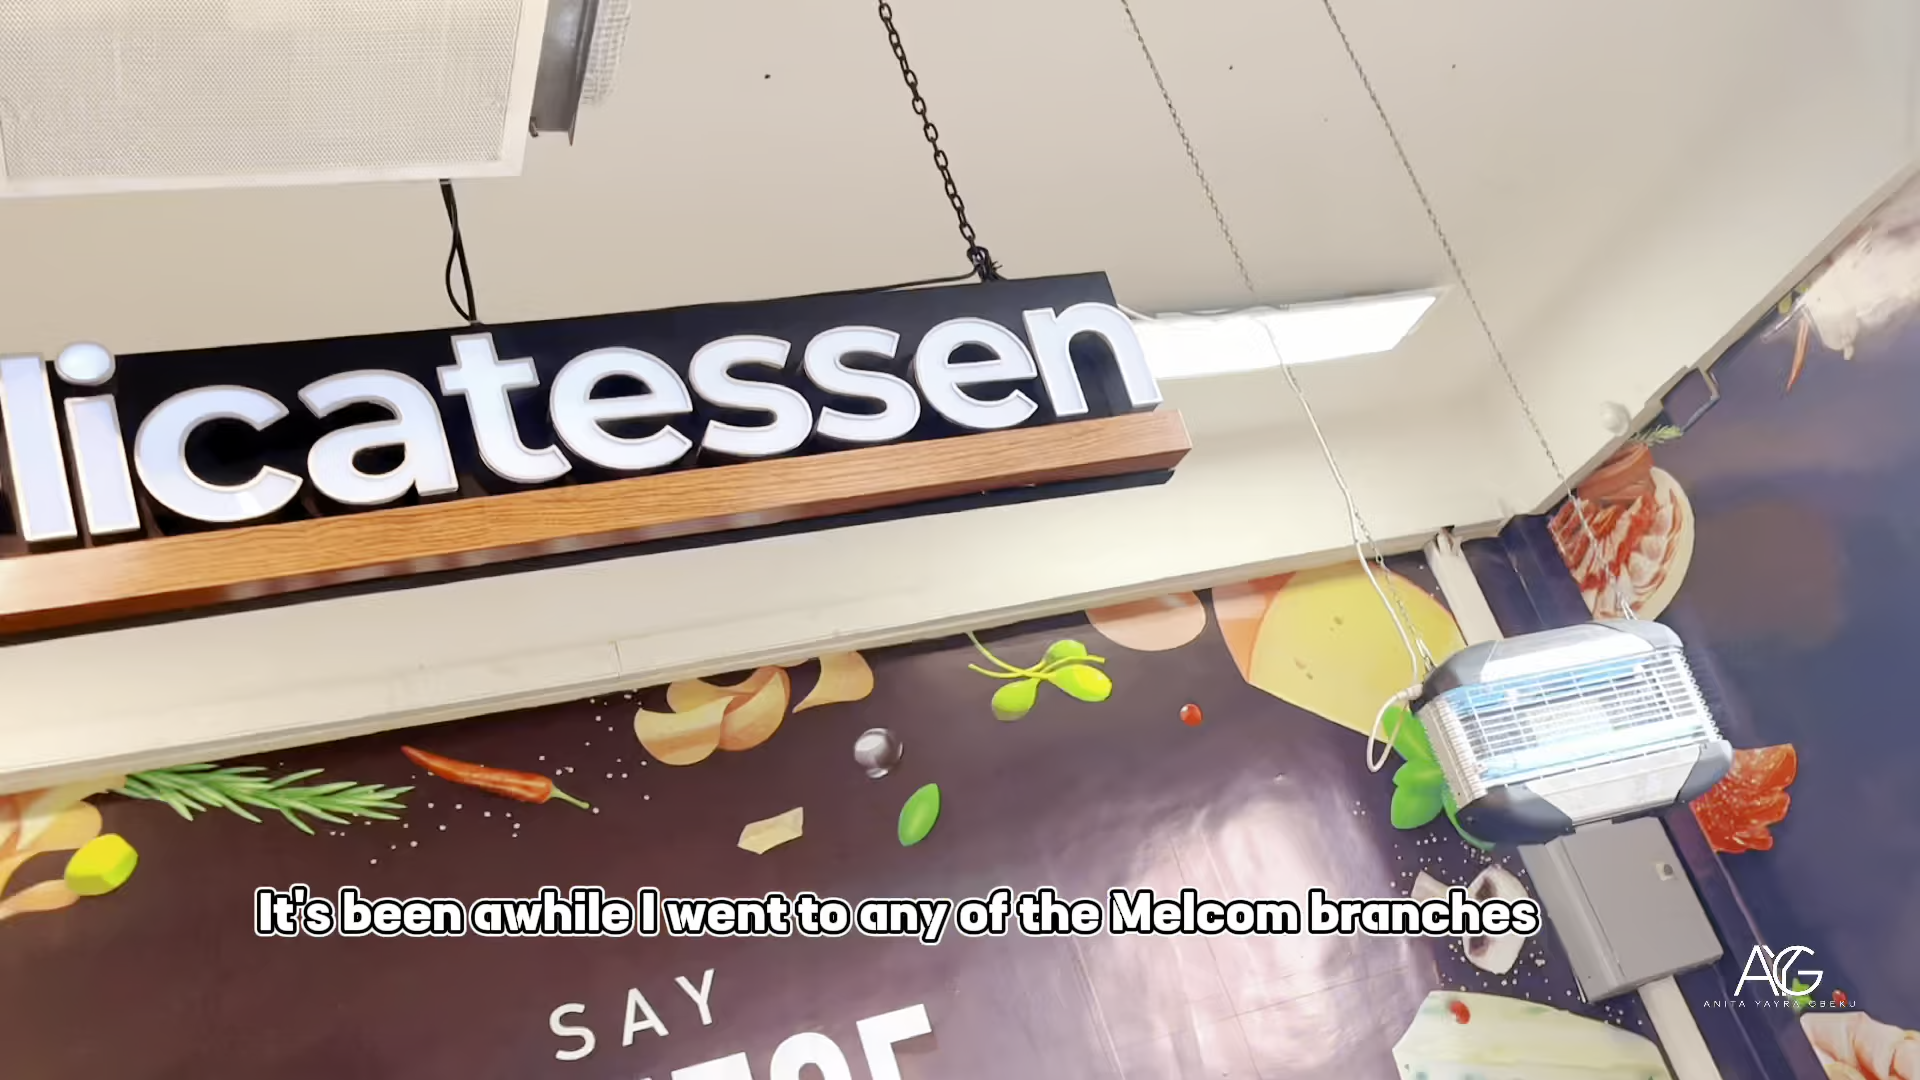 licatessen
It's been awhile I went to any of the Melcom branches
SAY
AYG
ANITA YAYRA GBEKU